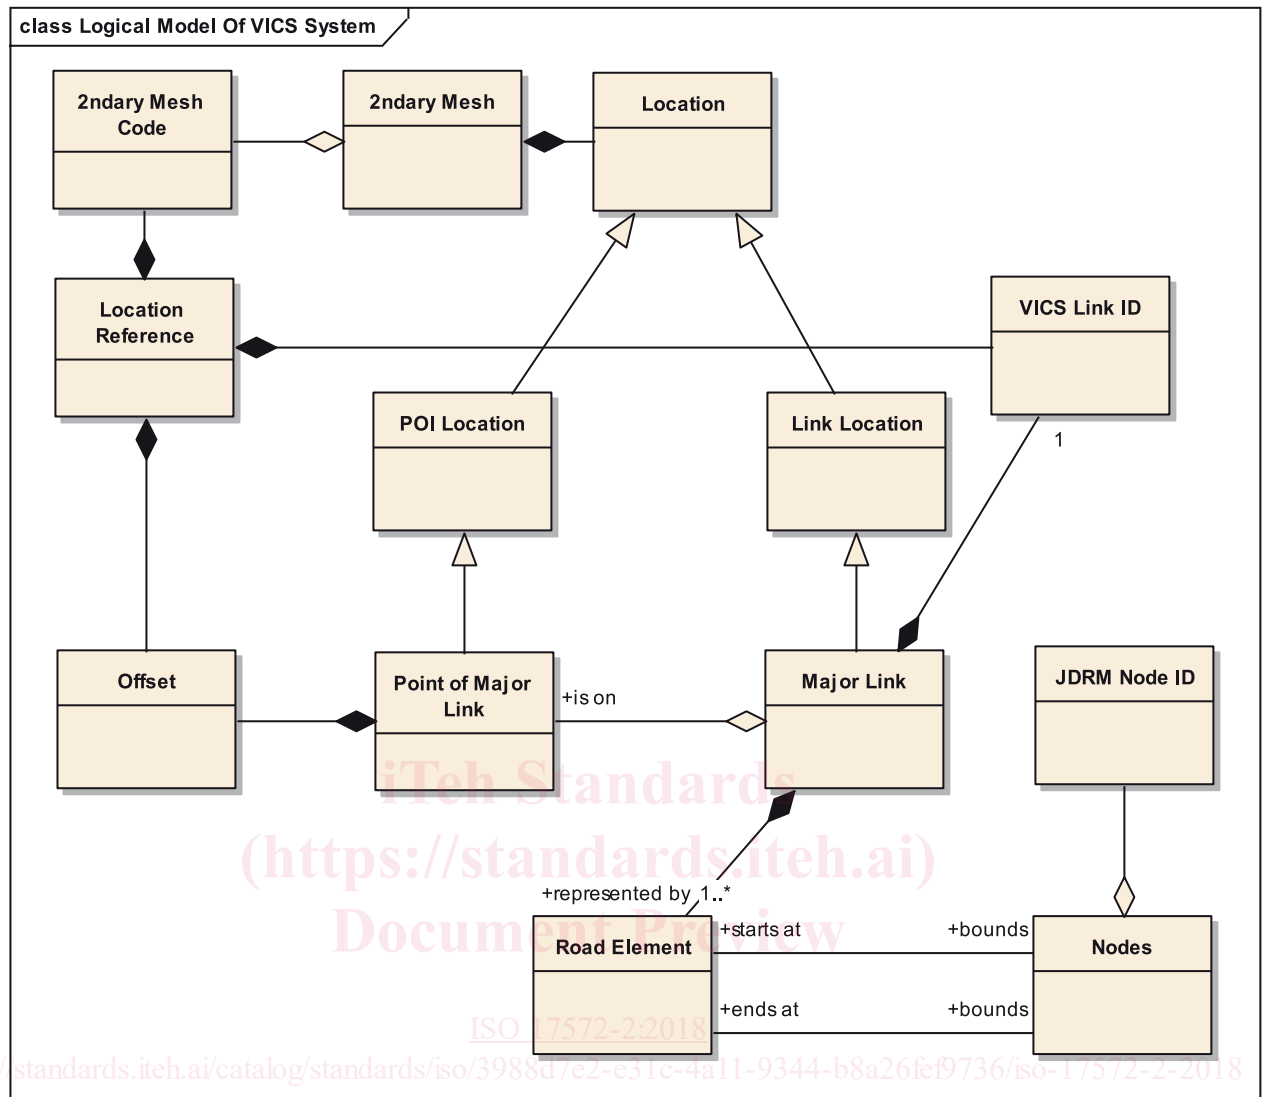 class Logical Model Of VICS System
2ndary Mesh
Code
2ndary Mesh
Location
Location
Reference
VICS Link ID
POI Location
Link Location
1
Offset
Point of Major
Link
+is on
Major Link
JDRM Node ID
iTeh Standards
(https://standards.iteh.ai)
Document Preview
+represented by 1..*
Road Element
+starts at
+bounds
Nodes
+ends at
+bounds
ISO 17572-2:2018
/standards.iteh.ai/catalog/standards/iso/3988d7e2-e31c-4a11-9344-b8a26fef9736/iso-17572-2-2018